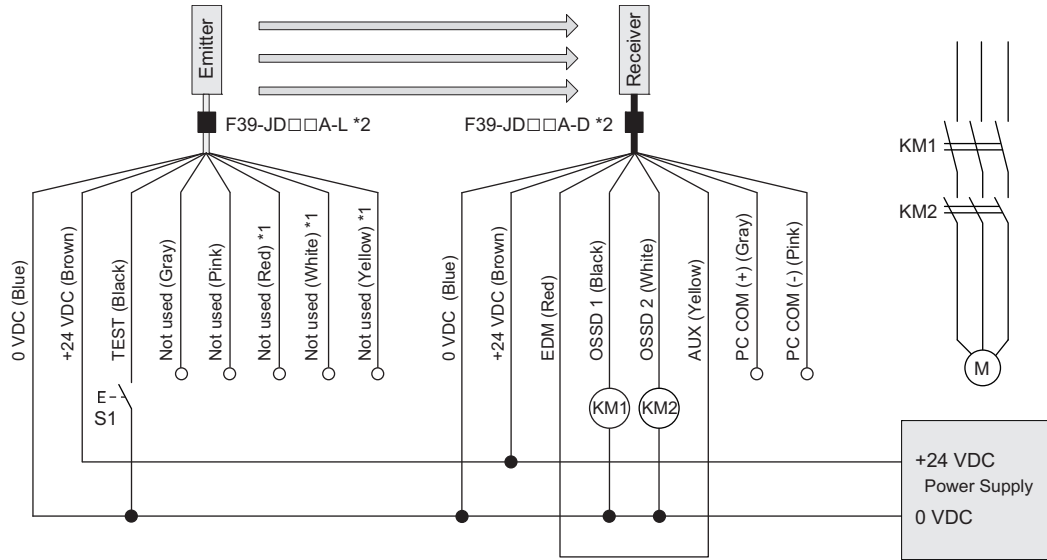 Emitter
Receiver
F39-JD□□A-L *2
F39-JD□□A-D *2
KM1
KM2
0 VDC (Blue)
+24 VDC (Brown)
TEST (Black)
Not used (Gray)
Not used (Pink)
Not used (Red) *1
Not used (White) *1
Not used (Yellow) *1
0 VDC (Blue)
+24 VDC (Brown)
EDM (Red)
OSSD 1 (Black)
OSSD 2 (White)
AUX (Yellow)
PC COM (+) (Gray)
PC COM (-) (Pink)
M
E
S1
KM1
KM2
+24 VDC
Power Supply
0 VDC